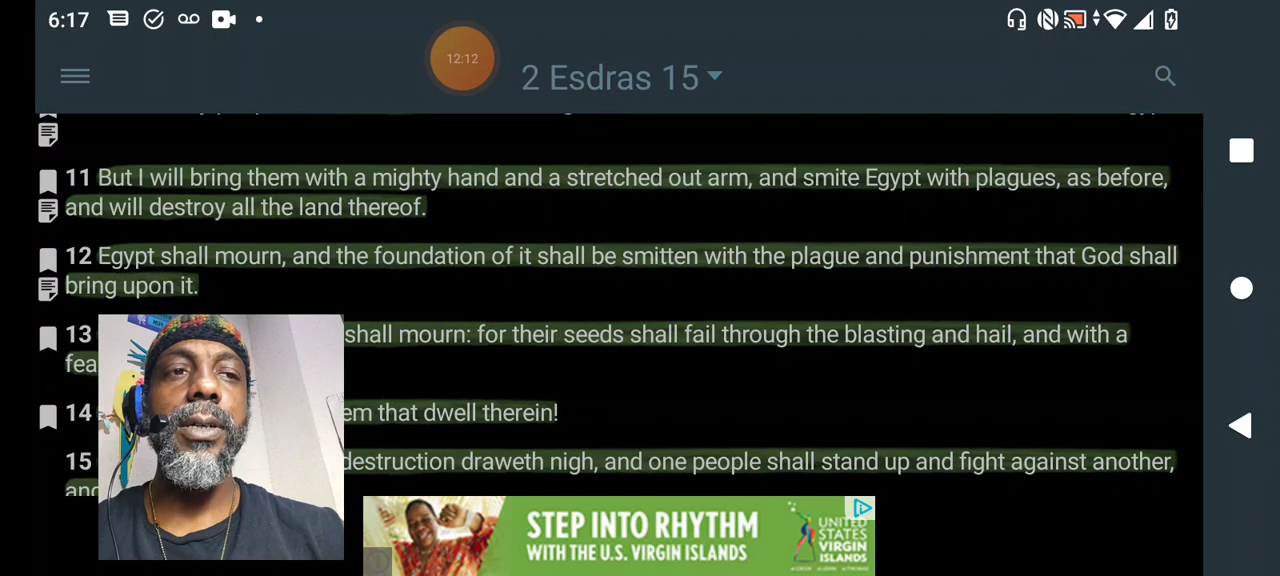 6:17
12:12
2 Esdras 15
11 But I will bring them with a mighty hand and a stretched out arm, and smite Egypt with plagues, as before,
and will destroy all the land thereof.
12 Egypt shall mourn, and the foundation of it shall be smitten with the plague and punishment that God shall
bring upon it.
13 shall mourn: for their seeds shall fail through the blasting and hail, and with a
fea
14 em that dwell therein!
15 destruction draweth nigh, and one people shall stand up and fight against another,
and
STEP INTO RHYTHM
WITH THE U.S. VIRGIN ISLANDS
UNITED
STATES
VIRGIN
ISLANDS